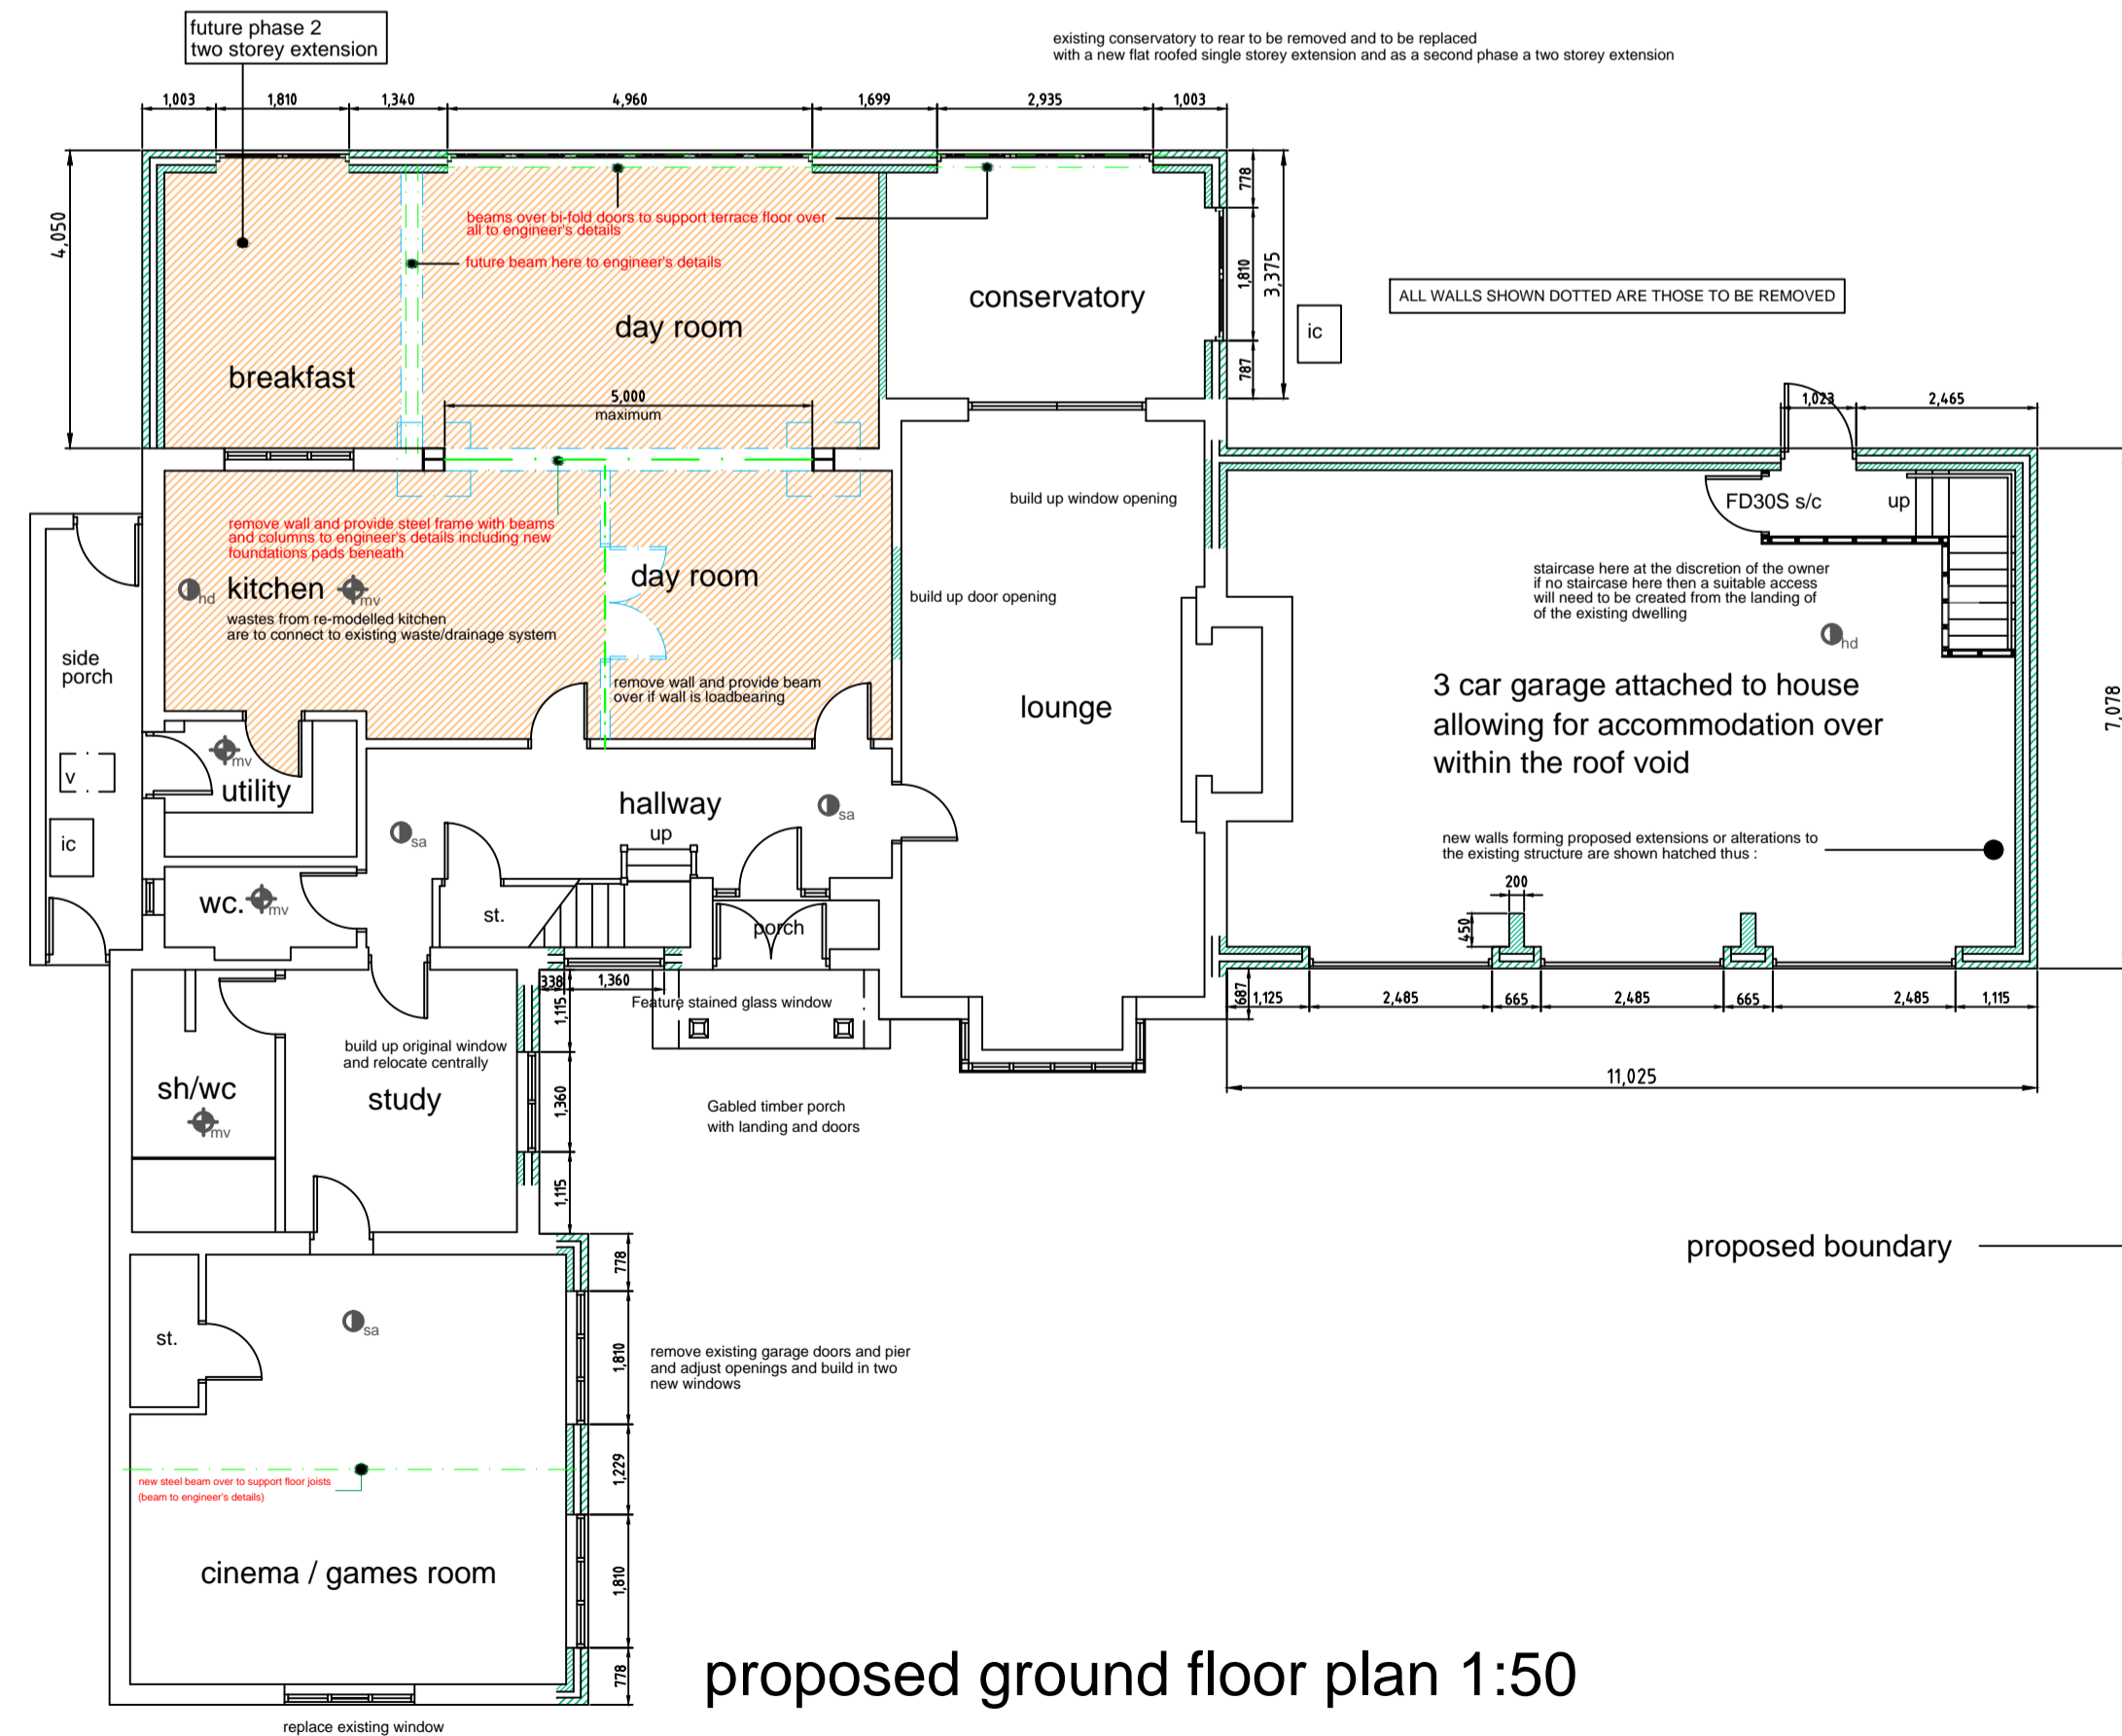 future phase 2
two storey extension
existing conservatory to rear to be removed and to be replaced
with a new flat roofed single storey extension and as a second phase a two storey extension
1,003
1,810
1,340
4,960
1,699
2,935
1,003
4,050
778
1,810
787
3,375
beams over bi-fold doors to support terrace floor over
all to engineer's details
future beam here to engineer's details
conservatory
day room
breakfast
ic
ALL WALLS SHOWN DOTTED ARE THOSE TO BE REMOVED
5,000
maximum
1,023
2,465
build up window opening
FD30S s/c
up
remove wall and provide steel frame with beams
and columns to engineer's details including new
foundations pads beneath
hd
kitchen
mv
day room
wastes from re-modelled kitchen
are to connect to existing waste/drainage system
build up door opening
staircase here at the discretion of the owner
if no staircase here then a suitable access
will need to be created from the landing of
of the existing dwelling
hd
side
porch
remove wall and provide beam
over if wall is loadbearing
lounge
3 car garage attached to house
allowing for accommodation over
within the roof void
7,078
v
mv
utility
hallway
up
sa
sa
ic
new walls forming proposed extensions or alterations to
the existing structure are shown hatched thus :
wc.
mv
st.
porch
200
450
338
1,360
Feature stained glass window
687
1,125
2,485
665
2,485
665
2,485
1,115
11,025
1,115
1,360
1,115
build up original window
and relocate centrally
sh/wc
mv
study
Gabled timber porch
with landing and doors
proposed boundary
778
1,810
1,229
1,810
778
sa
st.
remove existing garage doors and pier
and adjust openings and build in two
new windows
new steel beam over to support floor joists
(beam to engineer's details)
cinema / games room
proposed ground floor plan 1:50
replace existing window